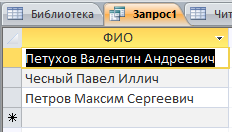 Библиотека Запрос1 Чит
ФИО
Петухов Валентин Андреевич
Чесный Павел Иллич
Петров Максим Сергеевич